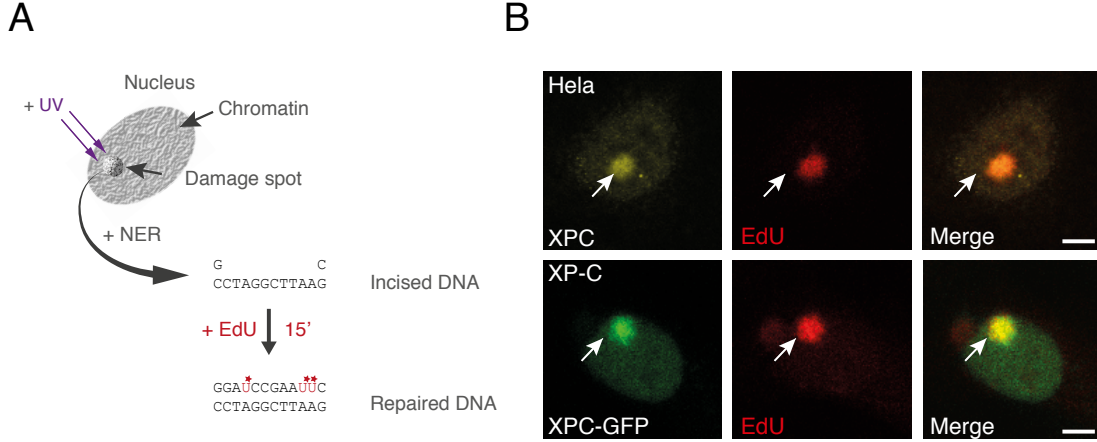 A
B
Nucleus
+ UV
Chromatin
Damage spot
+ NER
G C
CCTAGGCTTAAG
Incised DNA
+ EdU 15’
GGAUCCGAAUUC
CCTAGGCTTAAG
Repaired DNA
Hela
XPC
EdU
Merge
XP-C
XPC-GFP
EdU
Merge